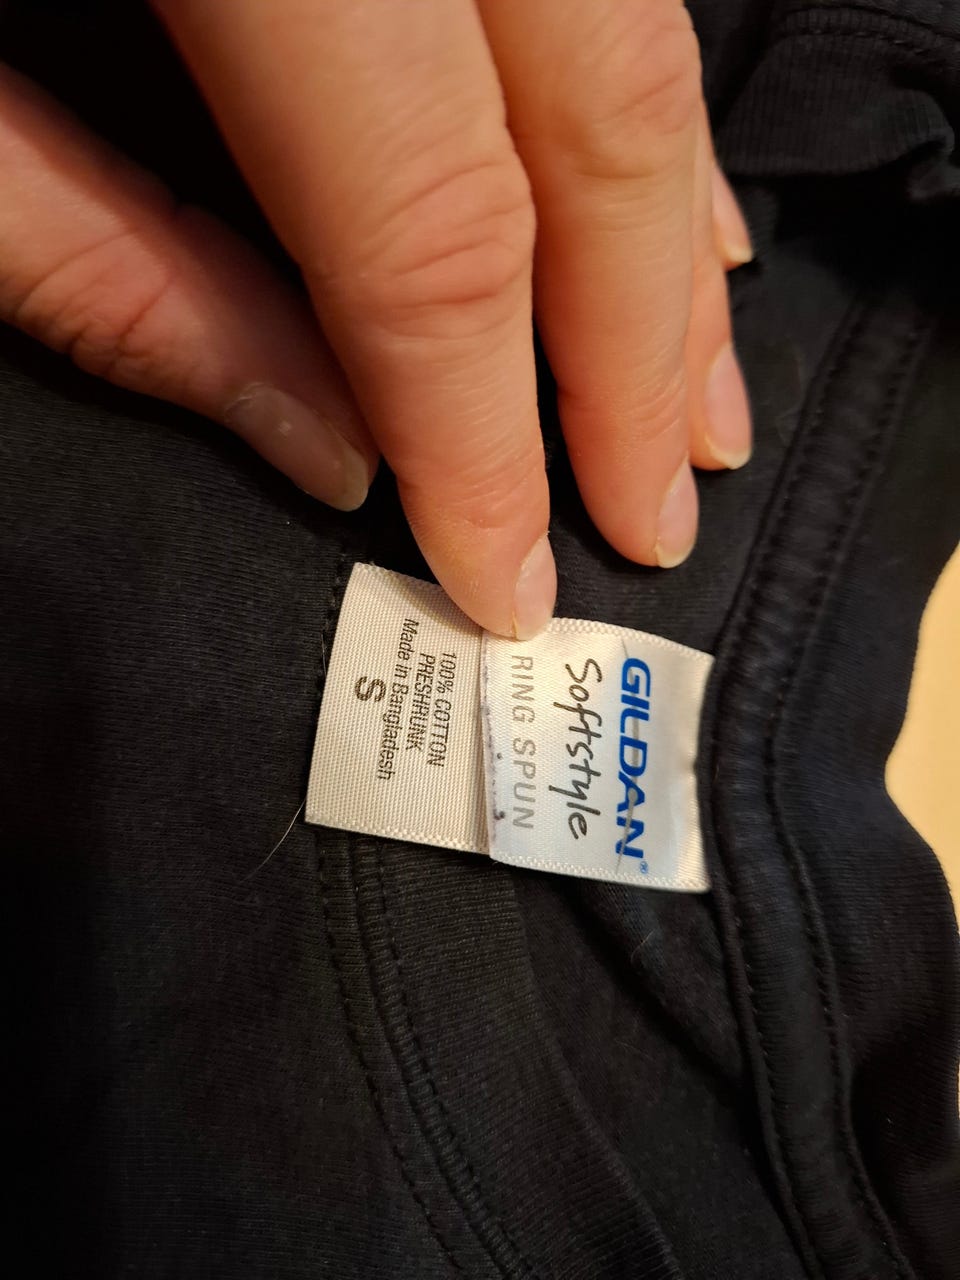 GILDAN®
Softstyle
RING SPUN
100% COTTON
PRESHRUNK
Made in Bangladesh
S